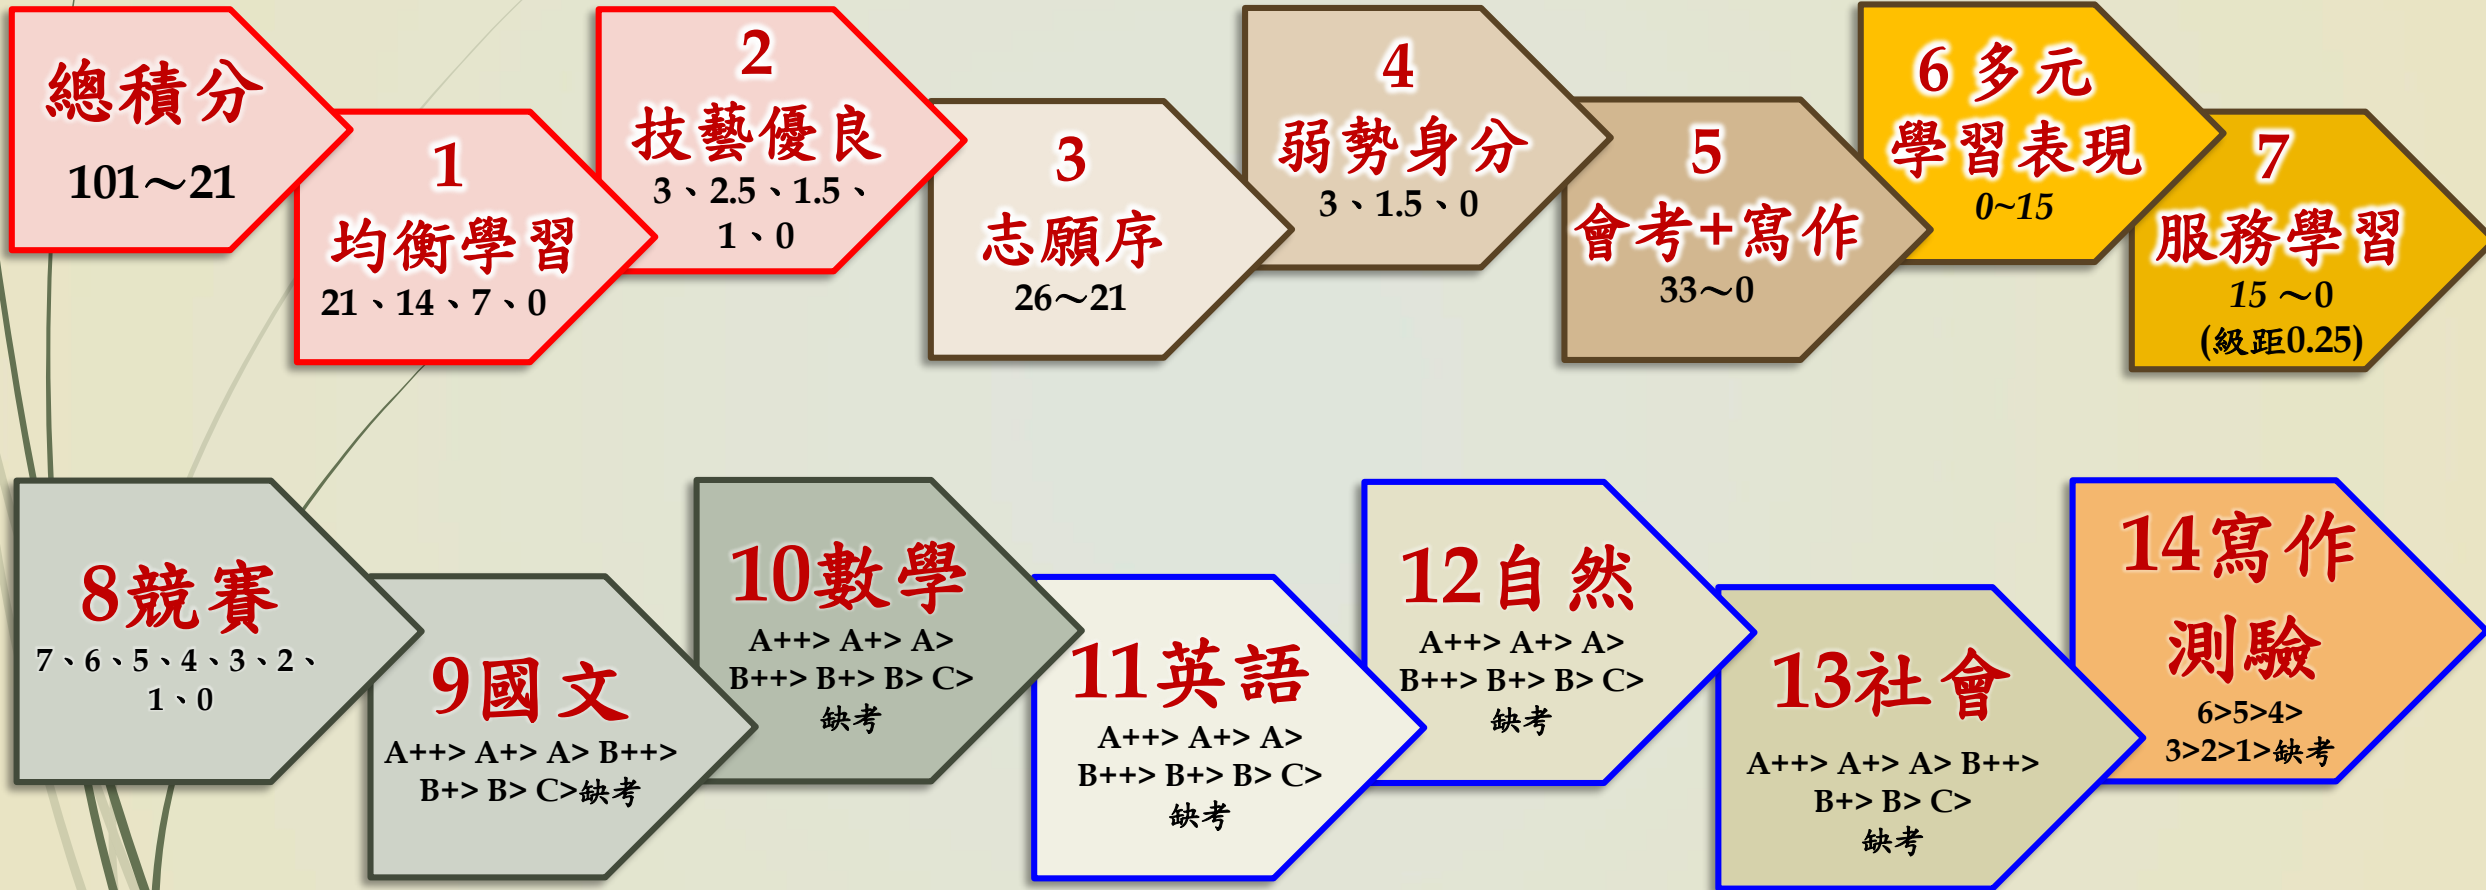 總積分
101～21
1
均衡學習
21、14、7、0
2
技藝優良
3、2.5、1.5、
1、0
3
志願序
26～21
4
弱勢身分
3、1.5、0
5
會考+寫作
33～0
6 多元
學習表現
0~15
7
服務學習
15 ～0
(級距0.25)
8競賽
7、6、5、4、3、2、
1、0
9國文
A++> A+> A> B++>
B+> B> C>缺考
10數學
A++> A+> A>
B++> B+> B> C>
缺考
11英語
A++> A+> A>
B++> B+> B> C>
缺考
12自然
A++> A+> A>
B++> B+> B> C>
缺考
13社會
A++> A+> A> B++>
B+> B> C>
缺考
14寫作
測驗
6>5>4>
3>2>1>缺考